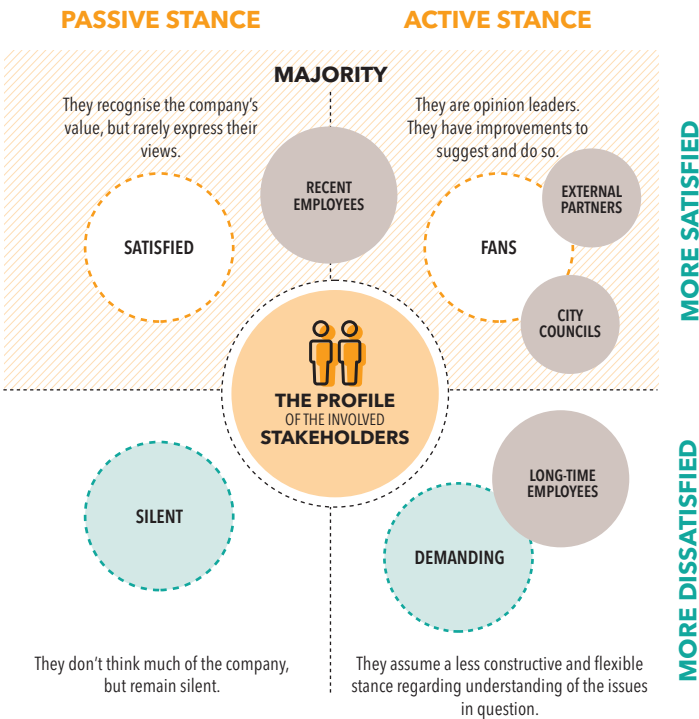 PASSIVE STANCE
ACTIVE STANCE
MAJORITY
They recognise the company's
value, but rarely express their
views.
They are opinion leaders.
They have improvements to
suggest and do so.
RECENT
EMPLOYEES
EXTERNAL
PARTNERS
SATISFIED
FANS
CITY
COUNCILS
MORE SATISFIED
THE PROFILE
OF THE INVOLVED
STAKEHOLDERS
SILENT
LONG-TIME
EMPLOYEES
DEMANDING
MORE DISSATISFIED
They don't think much of the company,
but remain silent.
They assume a less constructive and flexible
stance regarding understanding of the issues
in question.